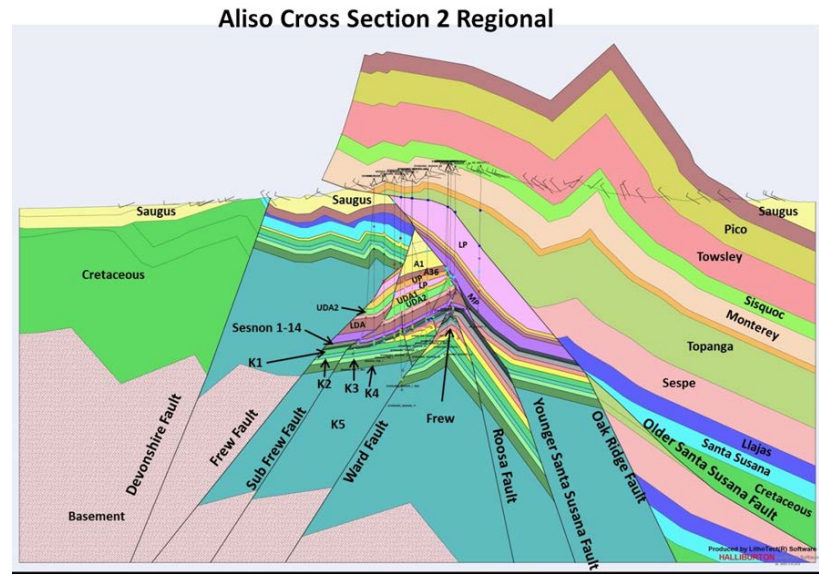 Aliso Cross Section 2 Regional
Saugus
Saugus
Saugus
Cretaceous
LP
Pico
Towsley
Sisquoc
Monterey
Topanga
Sespe
Llajas
Santa Susana
Cretaceous
A1
A36
UP
LP
UDA1
UDA2
MP
UDA2
LDA
Sesnon 1-14
K1
K2
K3
K4
K5
Frew
Devonshire Fault
Frew Fault
Sub Frew Fault
Ward Fault
Roosa Fault
Younger Santa Susana Fault
Oak Ridge Fault
Older Santa Susana Fault
Basement
Produced by LithoTect(R) Software
HALLIBURTON